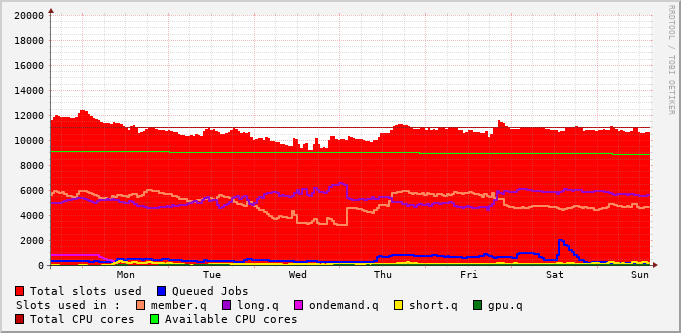 20000
18000
16000
14000
12000
10000
8000
6000
4000
2000
0
Mon Tue Wed Thu Fri Sat Sun
RRDTOOL / TOBI OETIKER
Total slots used Queued Jobs
Slots used in : member.q long.q ondemand.q short.q gpu.q
Total CPU cores Available CPU cores